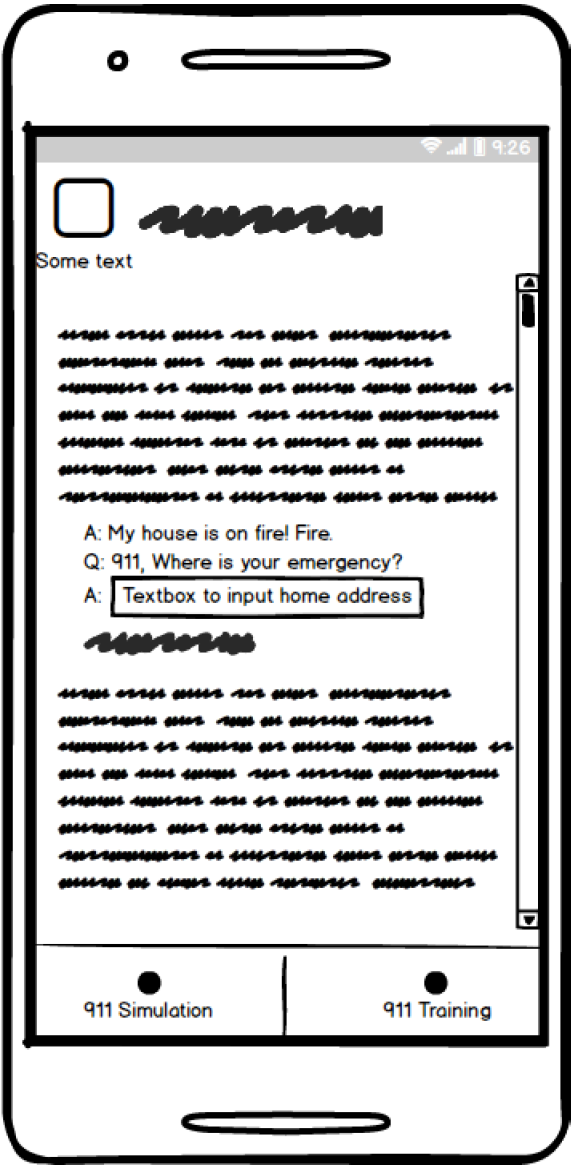 9:26
Some text
A: My house is on fire! Fire.
Q: 911, Where is your emergency?
A: Textbox to input home address
911 Simulation
911 Training